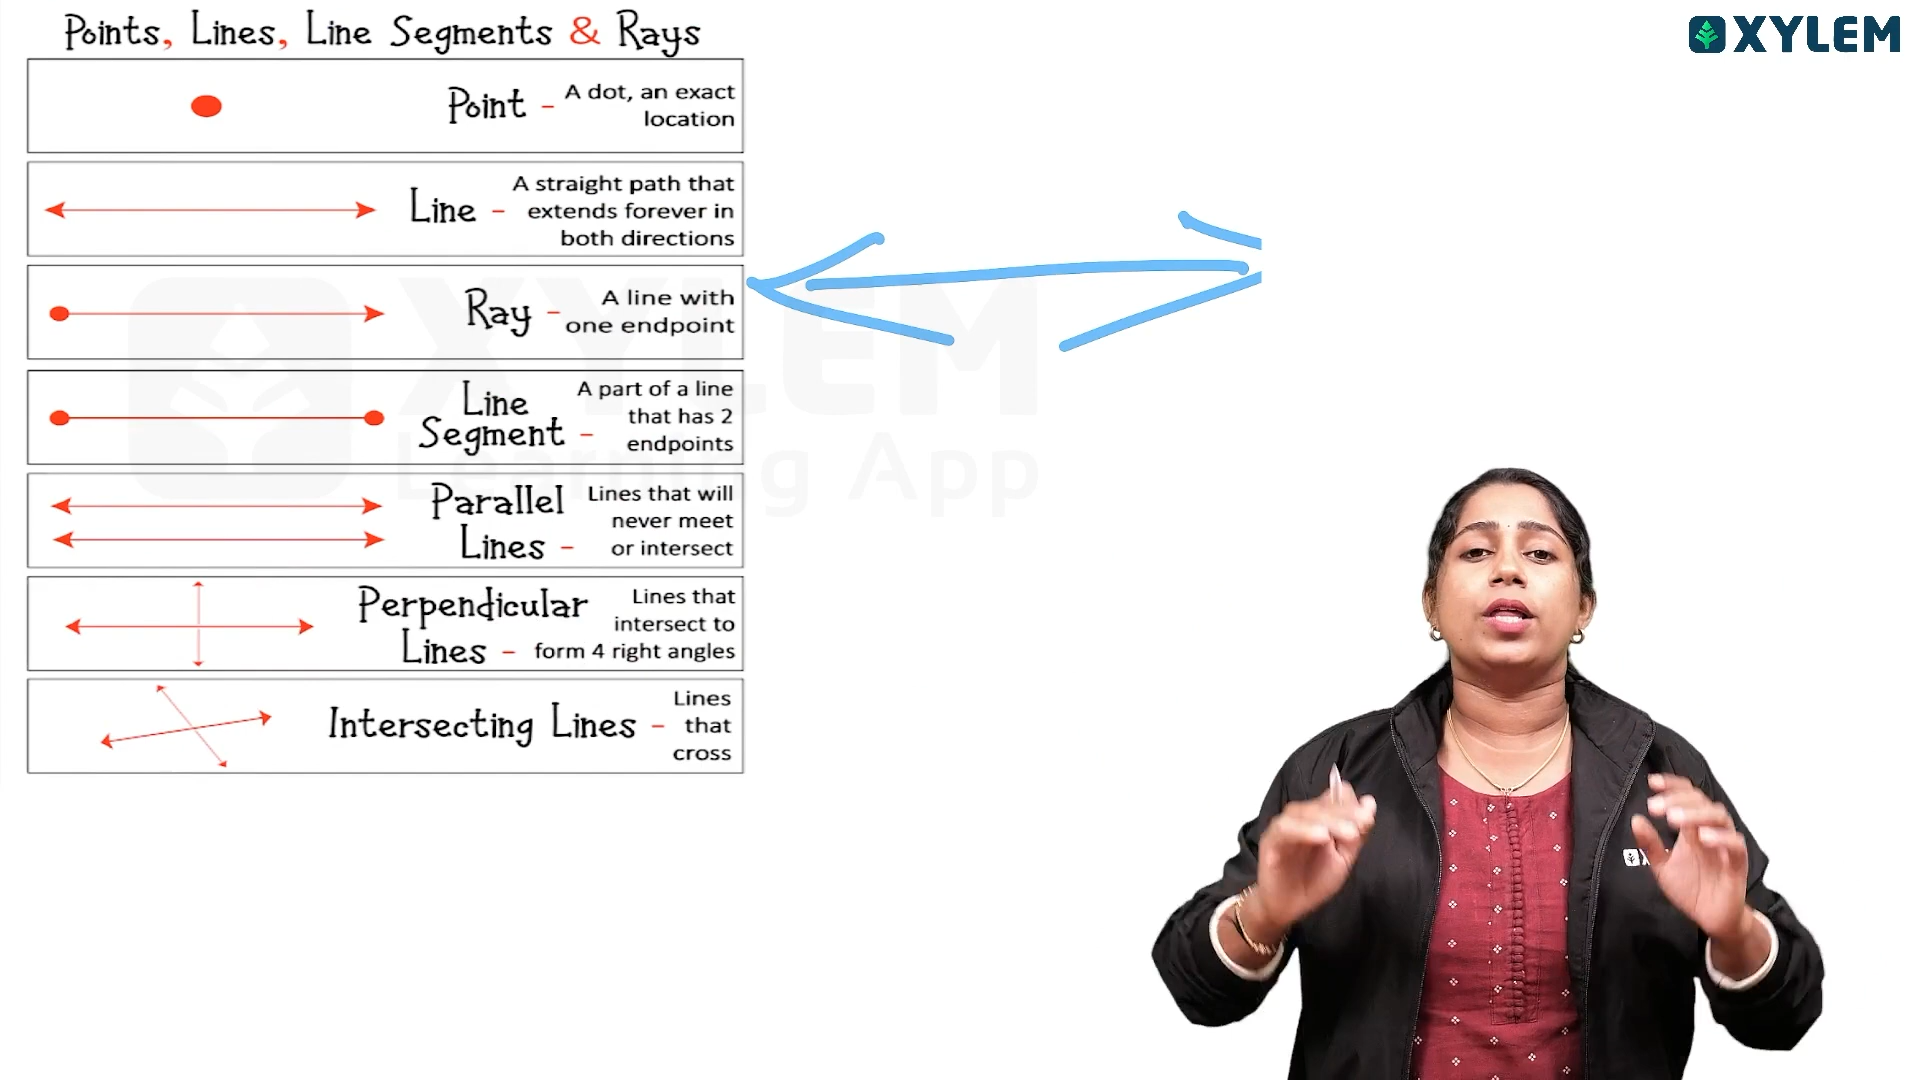 Points, Lines, Line Segments & Rays
XYLEM
Point - A dot, an exact
location
Line - A straight path that
extends forever in
both directions
Ray - A line with
one endpoint
Line
Segment - A part of a line
that has 2
endpoints
Parallel
Lines - Lines that will
never meet
or intersect
Perpendicular
Lines - Lines that
intersect to
form 4 right angles
Intersecting Lines - Lines
that
cross
XYLEM
Learning App